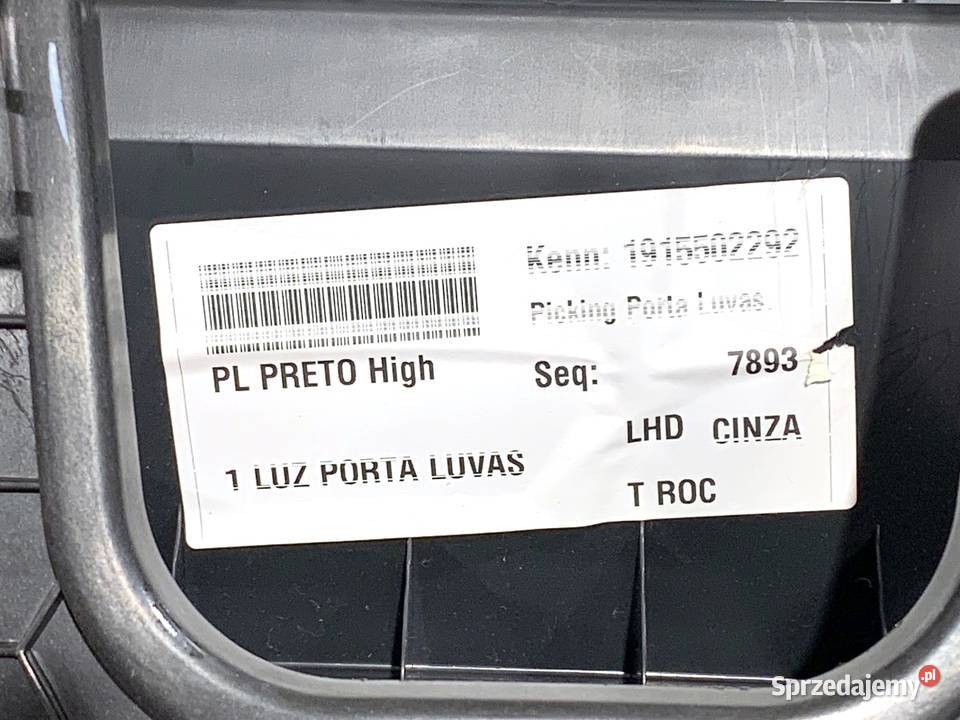 Kenn: 1915502292
Picking Porta Luvas.
PL PRETO High
Seq: 7893
LHD CINZA
1 LUZ PORTA LUVAS
T ROC
Sprzedajemy.pl